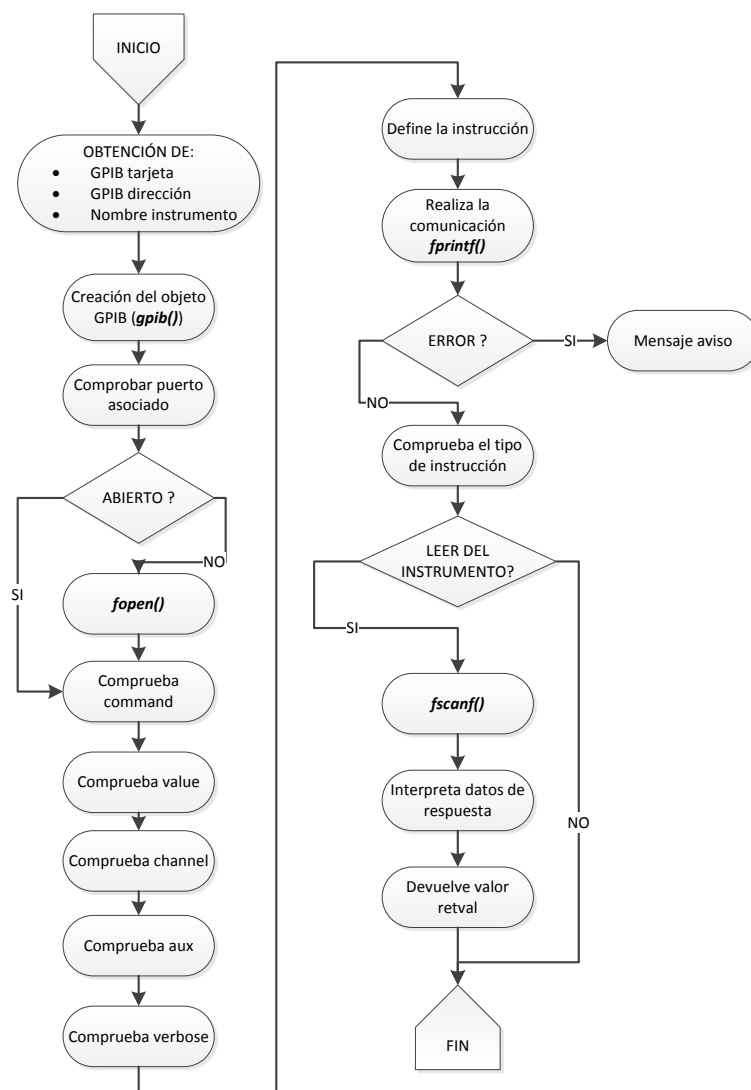 INICIO
OBTENCIÓN DE:
• GPIB tarjeta
• GPIB dirección
• Nombre instrumento
Creación del objeto
GPIB (gpib())
Comprobar puerto
asociado
ABIERTO ?
NO
SI
fopen()
Comprueba
command
Comprueba value
Comprueba channel
Comprueba aux
Comprueba verbose
Define la instrucción
Realiza la
comunicación
fprintf()
ERROR ?
SI
Mensaje aviso
NO
Comprueba el tipo
de instrucción
LEER DEL
INSTRUMENTO?
SI
fscanf()
Interpreta datos de
respuesta
NO
Devuelve valor
retval
FIN